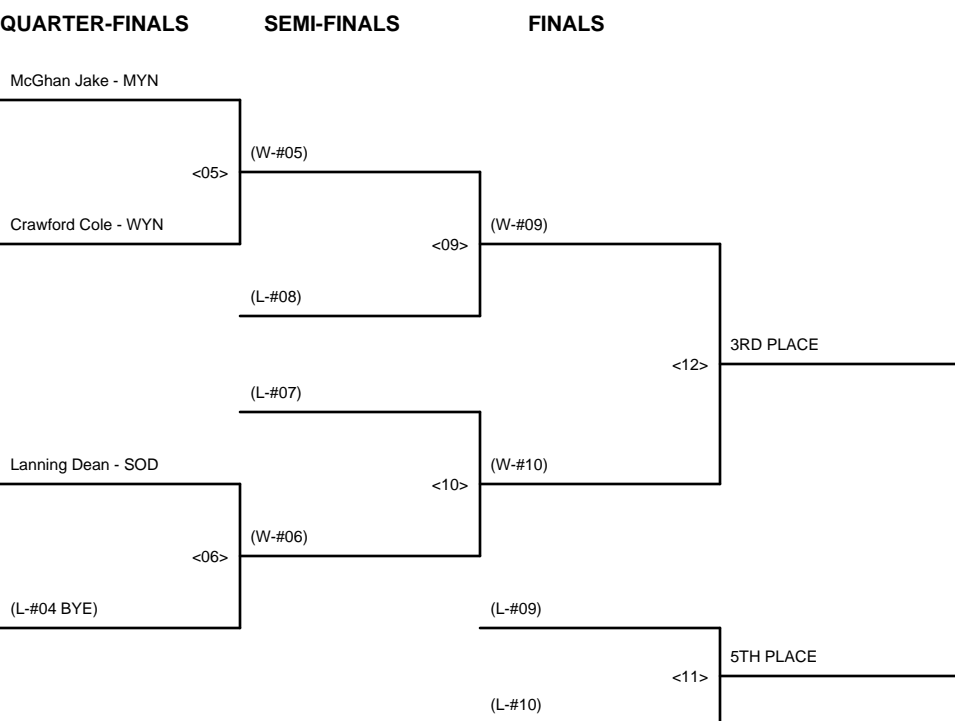 QUARTER-FINALS SEMI-FINALS FINALS
McGhan Jake - MYN
(W-#05)
<05>
Crawford Cole - WYN
(W-#09)
<09>
(L-#08)
3RD PLACE
<12>
(L-#07)
Lanning Dean - SOD
(W-#10)
<10>
(W-#06)
<06>
(L-#04 BYE)
(L-#09)
5TH PLACE
<11>
(L-#10)